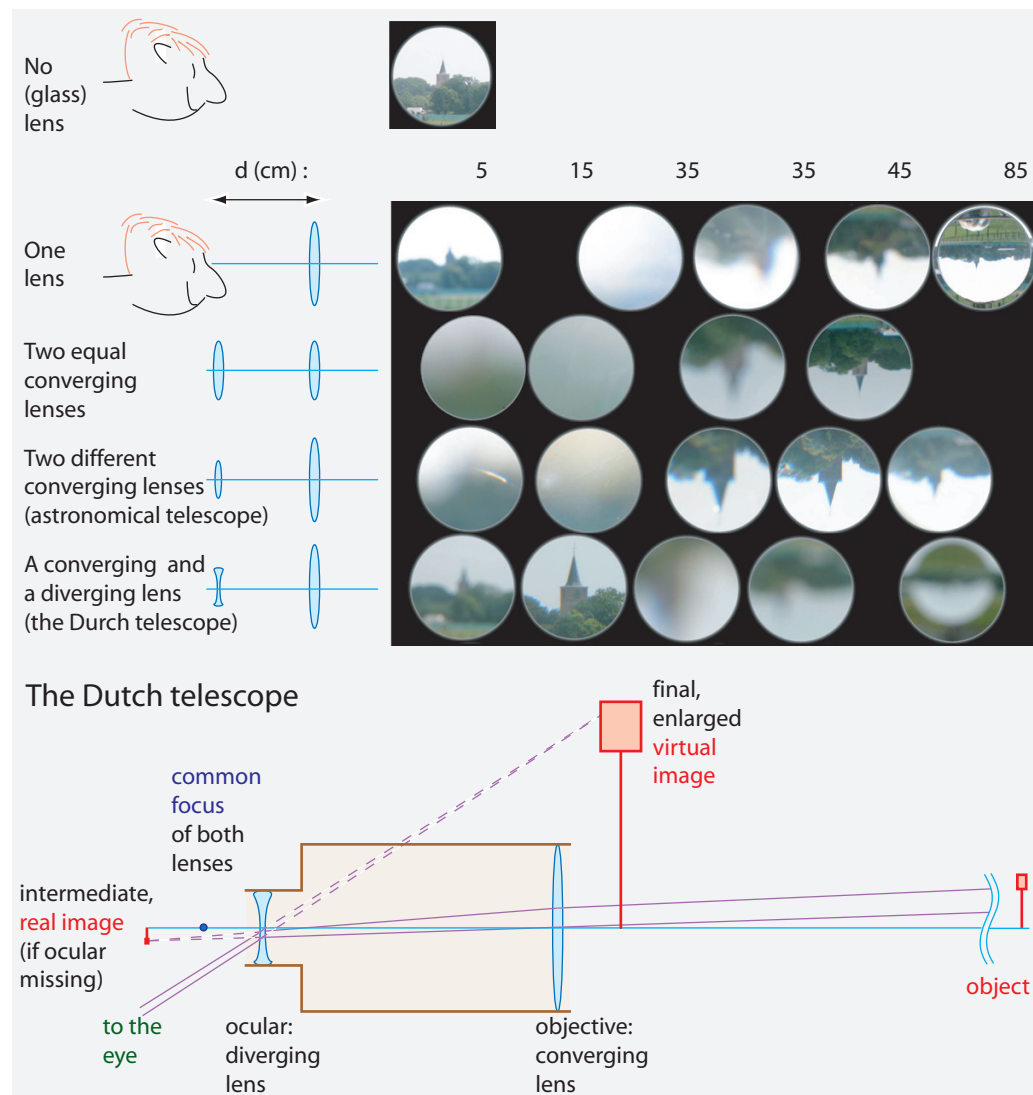 No
(glass)
lens
d (cm) :
5 15 35 35 45 85
One
lens
Two equal
converging
lenses
Two different
converging lenses
(astronomical telescope)
A converging and
a diverging lens
(the Durch telescope)
The Dutch telescope
final,
enlarged
virtual
image
common
focus
of both
lenses
intermediate,
real image
(if ocular
missing)
object
to the
eye
ocular:
diverging
lens
objective:
converging
lens